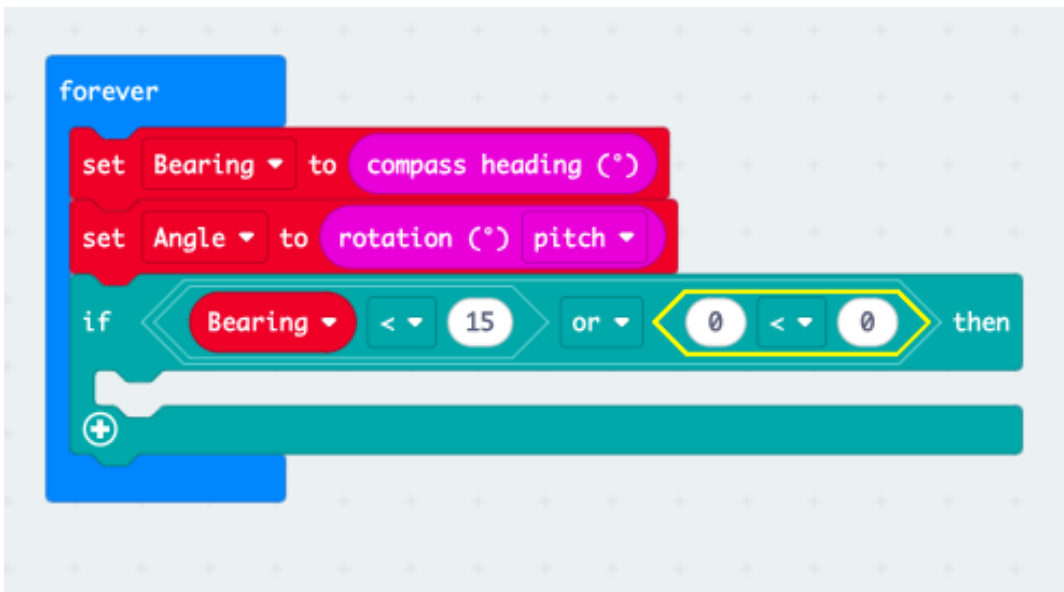 forever
set Bearing to compass heading (°)
set Angle to rotation (°) pitch
if Bearing < 15 or 0 < 0 then